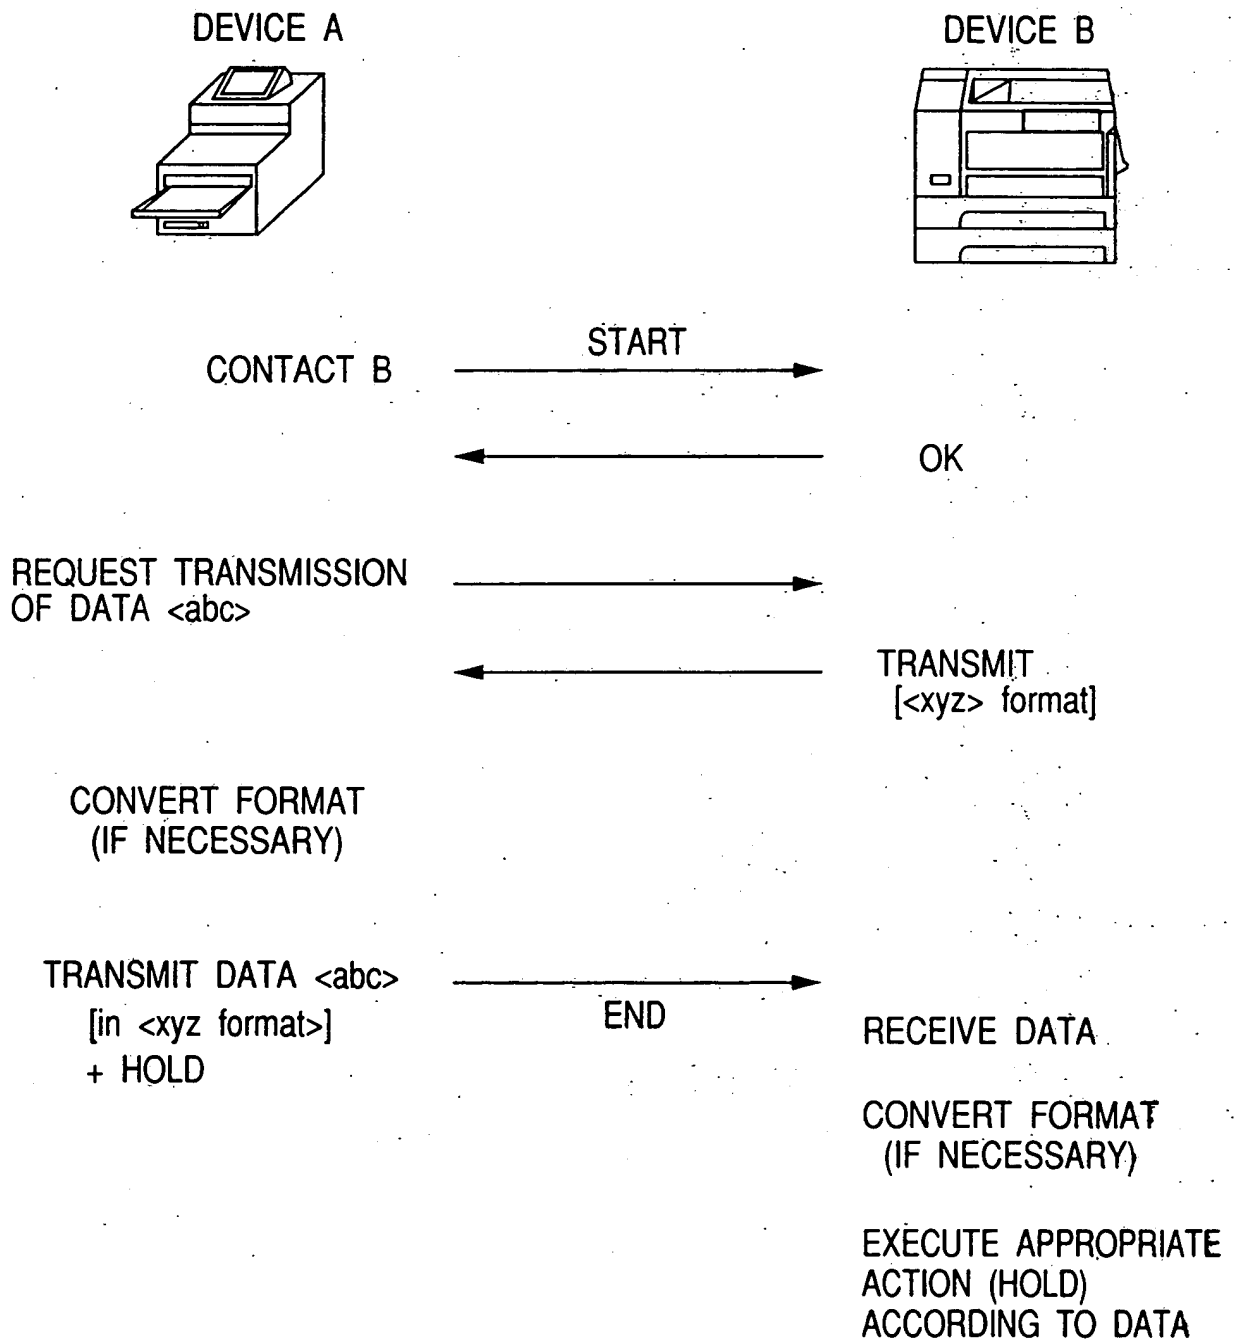 DEVICE A
DEVICE B
START
CONTACT B
OK
REQUEST TRANSMISSION
OF DATA <abc>
TRANSMIT
[<xyz> format]
CONVERT FORMAT
(IF NECESSARY)
TRANSMIT DATA <abc>
[in <xyz format>]
+ HOLD
END
RECEIVE DATA
CONVERT FORMAT
(IF NECESSARY)
EXECUTE APPROPRIATE
ACTION (HOLD)
ACCORDING TO DATA